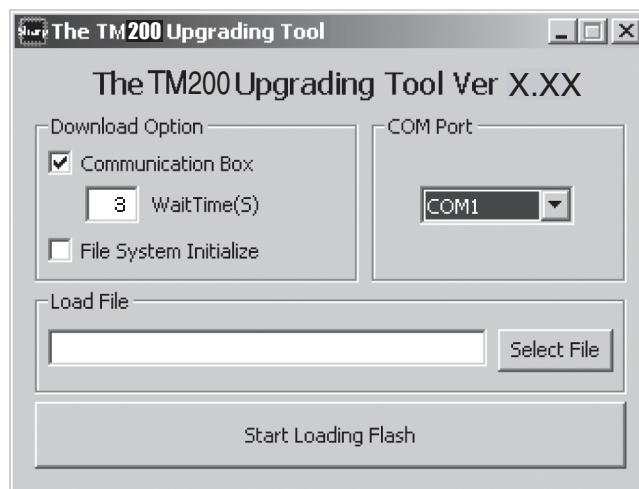 The TM200 Upgrading Tool
The TM200 Upgrading Tool Ver X.XX
Download Option
Communication Box
3 WaitTime(S)
File System Initialize
COM Port
COM1
Load File
Select File
Start Loading Flash